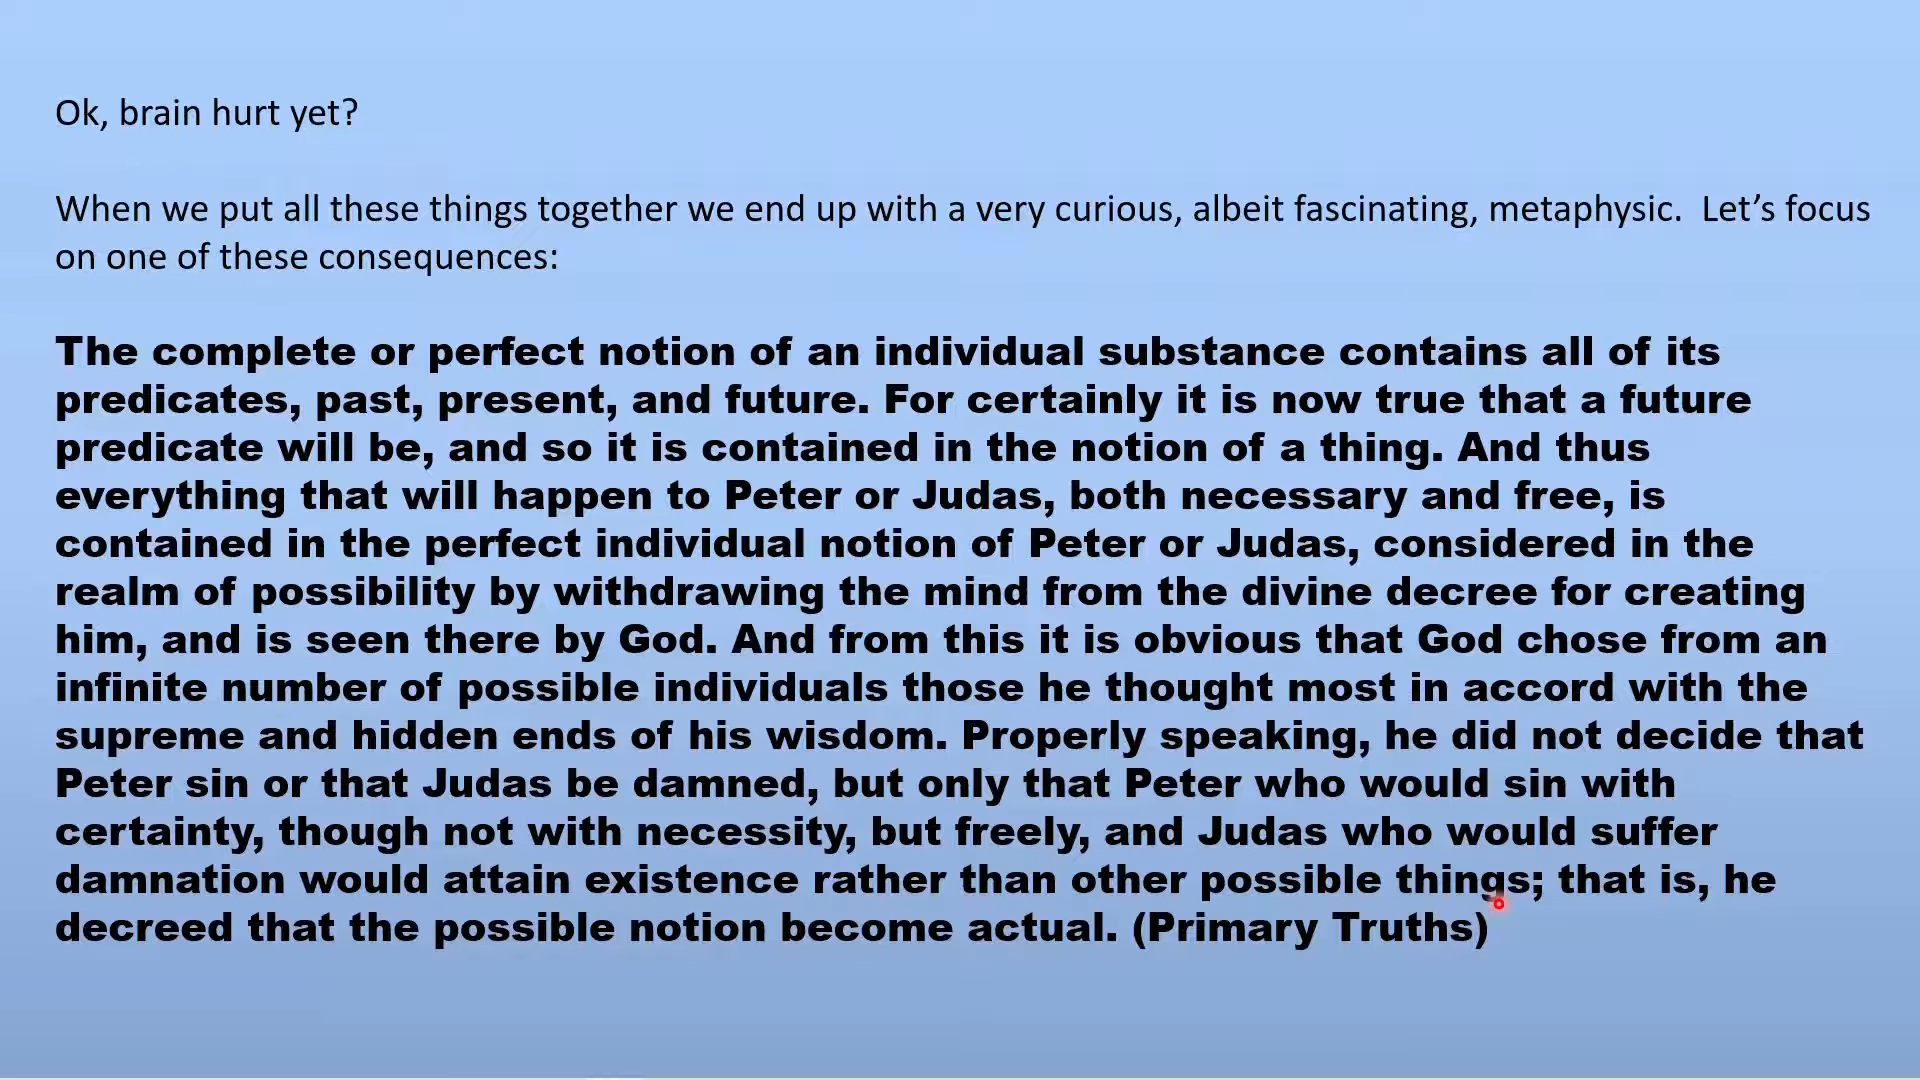 Ok, brain hurt yet?
When we put all these things together we end up with a very curious, albeit fascinating, metaphysic.  Let’s focus
on one of these consequences:
The complete or perfect notion of an individual substance contains all of its
predicates, past, present, and future. For certainly it is now true that a future
predicate will be, and so it is contained in the notion of a thing. And thus
everything that will happen to Peter or Judas, both necessary and free, is
contained in the perfect individual notion of Peter or Judas, considered in the
realm of possibility by withdrawing the mind from the divine decree for creating
him, and is seen there by God. And from this it is obvious that God chose from an
infinite number of possible individuals those he thought most in accord with the
supreme and hidden ends of his wisdom. Properly speaking, he did not decide that
Peter sin or that Judas be damned, but only that Peter who would sin with
certainty, though not with necessity, but freely, and Judas who would suffer
damnation would attain existence rather than other possible things; that is, he
decreed that the possible notion become actual. (Primary Truths)